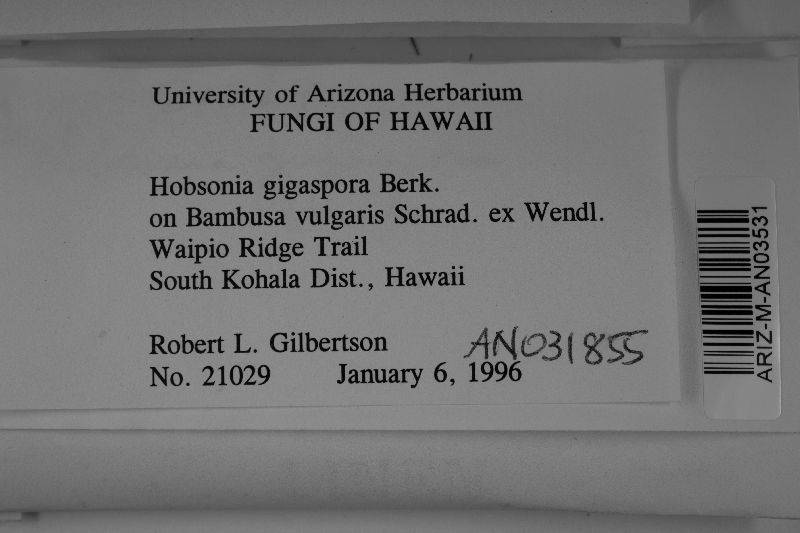 University of Arizona Herbarium
FUNGI OF HAWAII
Hobsonia gigaspora Berk.
on Bambusa vulgaris Schrad. ex Wendl.
Waipio Ridge Trail
South Kohala Dist., Hawaii
Robert L. Gilbertson
AN031855
No. 21029 January 6, 1996
ARIZ-M-AN03531